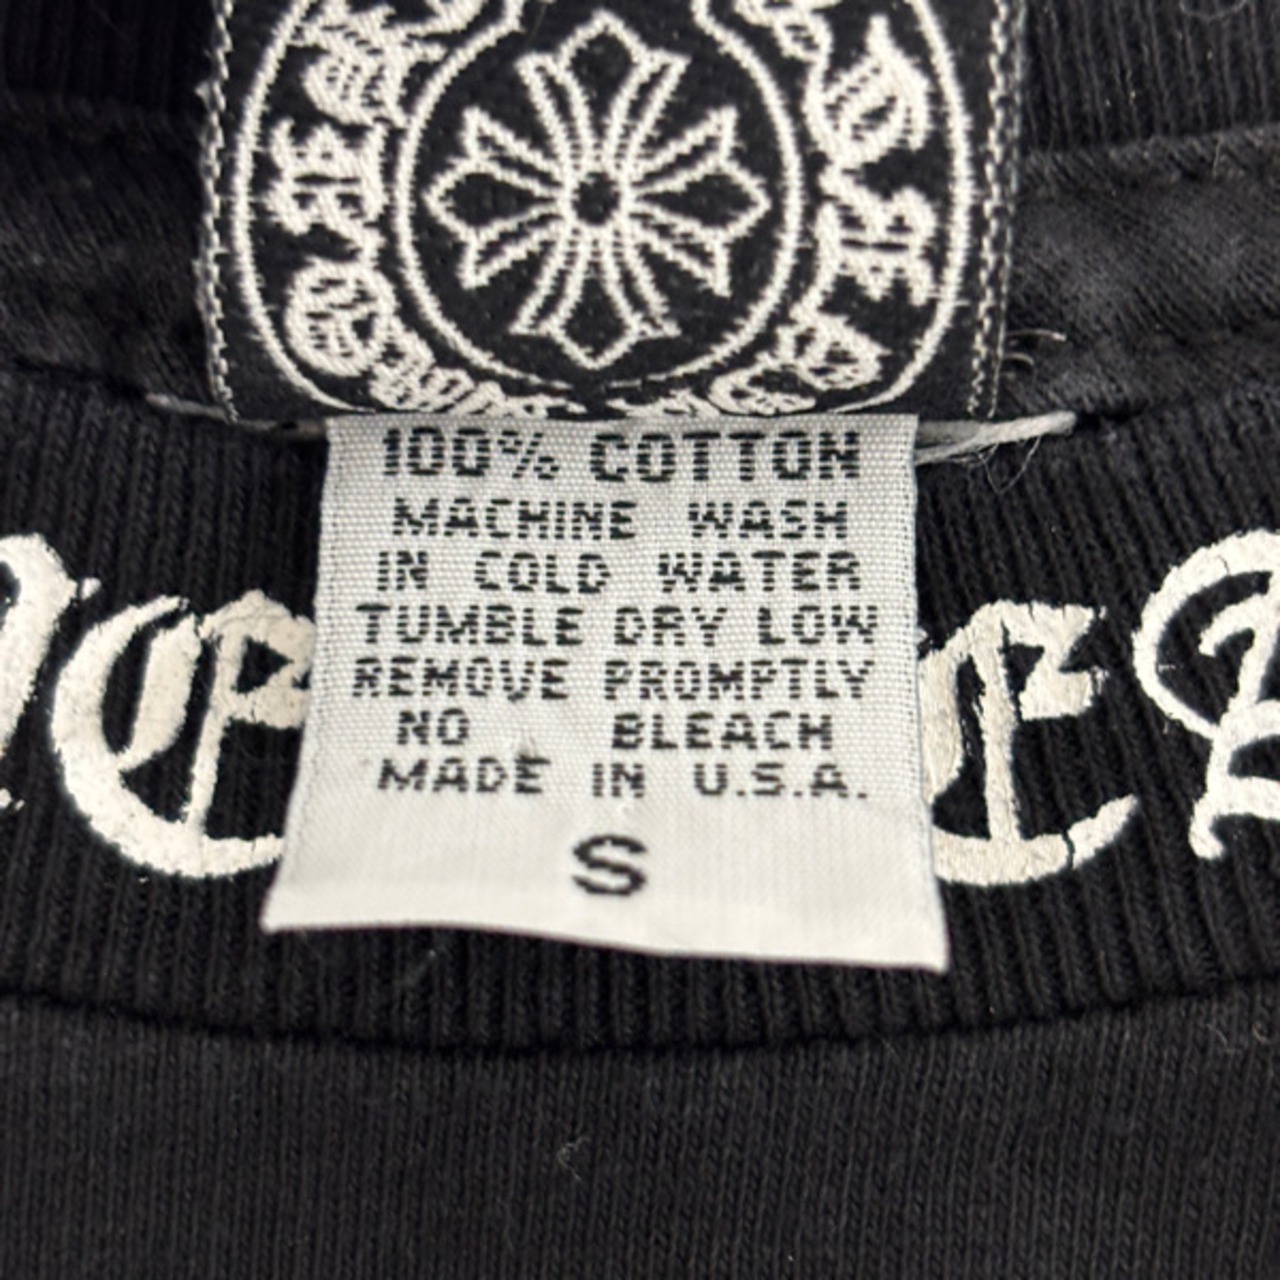 100% COTTON
MACHINE WASH
IN COLD WATER
TUMBLE DRY LOW
REMOVE PROMPTLY
NO BLEACH
MADE IN U.S.A.
S